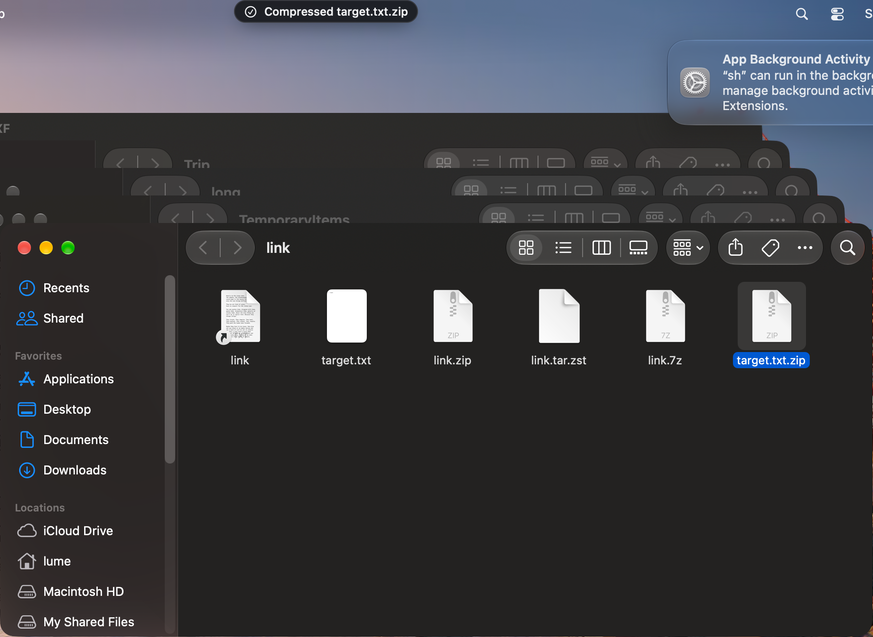 Compressed target.txt.zip
App Background Activity
"sh" can run in the backgr
manage background activi
Extensions.
Trip
long
TemporaryItems
link
Recents
Shared
Favorites
Applications
Desktop
Documents
Downloads
Locations
iCloud Drive
lume
Macintosh HD
My Shared Files
ZIP
7Z
ZIP
link
target.txt
link.zip
link.tar.zst
link.7z
target.txt.zip